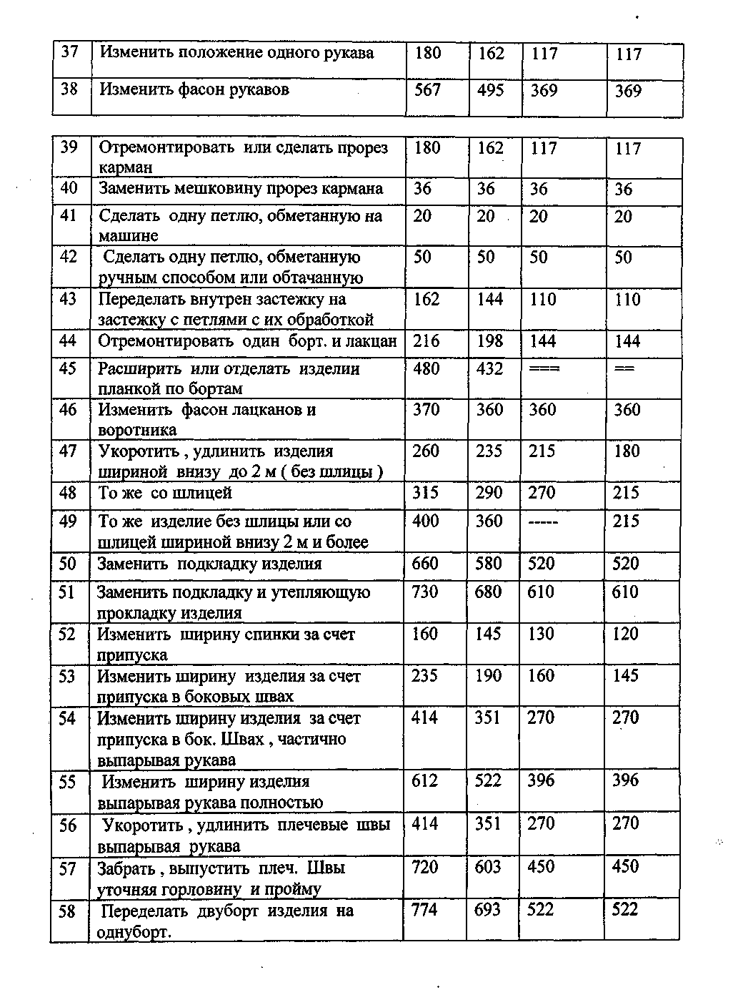 37 Изменить положение одного рукава 180 162 117 117
38 Изменить фасон рукавов 567 495 369 369
39 Отремонтировать или сделать прорез 180 162 117 117
карман
40 Заменить мешковину прорез кармана 36 36 36 36
41 Сделать одну петлю, обметанную на 20 20 20 20
машине
42 Сделать одну петлю, обметанную 50 50 50 50
ручным способом или обтачанную
43 Переделать внутрен застежку на 162 144 110 110
застежку с петлями с их обработкой
44 Отремонтировать один борт. и лакцан 216 198 144 144
45 Расширить или отделать изделии 480 432 === ==
планкой по бортам
46 Изменить фасон лацканов и 370 360 360 360
воротника
47 Укоротить , удлинить изделия 260 235 215 180
шириной внизу до 2 м ( без шлицы )
48 То же со шлицей 315 290 270 215
49 То же изделие без шлицы или со 400 360 ----- 215
шлицей шириной внизу 2 м и более
50 Заменить подкладку изделия 660 580 520 520
51 Заменить подкладку и утепляющую 730 680 610 610
прокладку изделия
52 Изменить ширину спинки за счет 160 145 130 120
припуска
53 Изменить ширину изделия за счет 235 190 160 145
припуска в боковых швах
54 Изменить ширину изделия за счет 414 351 270 270
припуска в бок. Швах , частично
выпарывая рукава
55 Изменить ширину изделия 612 522 396 396
выпарывая рукава полностью
56 Укоротить , удлинить плечевые швы 414 351 270 270
выпарывая рукава
57 Забрать , выпустить плеч. Швы 720 603 450 450
уточняя горловину и пройму
58 Переделать двуборт изделия на 774 693 522 522
однуборт.